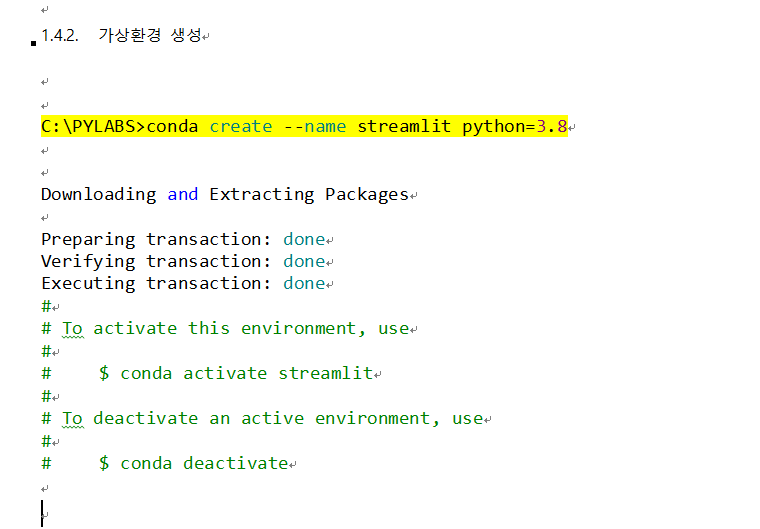 1.4.2. 가상환경 생성
C:\PYLABS>conda create --name streamlit python=3.8
Downloading and Extracting Packages
Preparing transaction: done
Verifying transaction: done
Executing transaction: done
#
# To activate this environment, use
#
#     $ conda activate streamlit
#
# To deactivate an active environment, use
#
#     $ conda deactivate